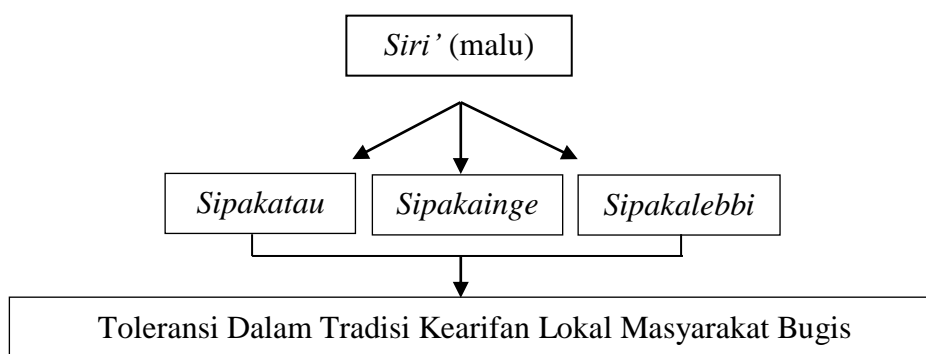 Siri’ (malu)
Sipakatau
Sipakainge
Sipakalebbi
Toleransi Dalam Tradisi Kearifan Lokal Masyarakat Bugis